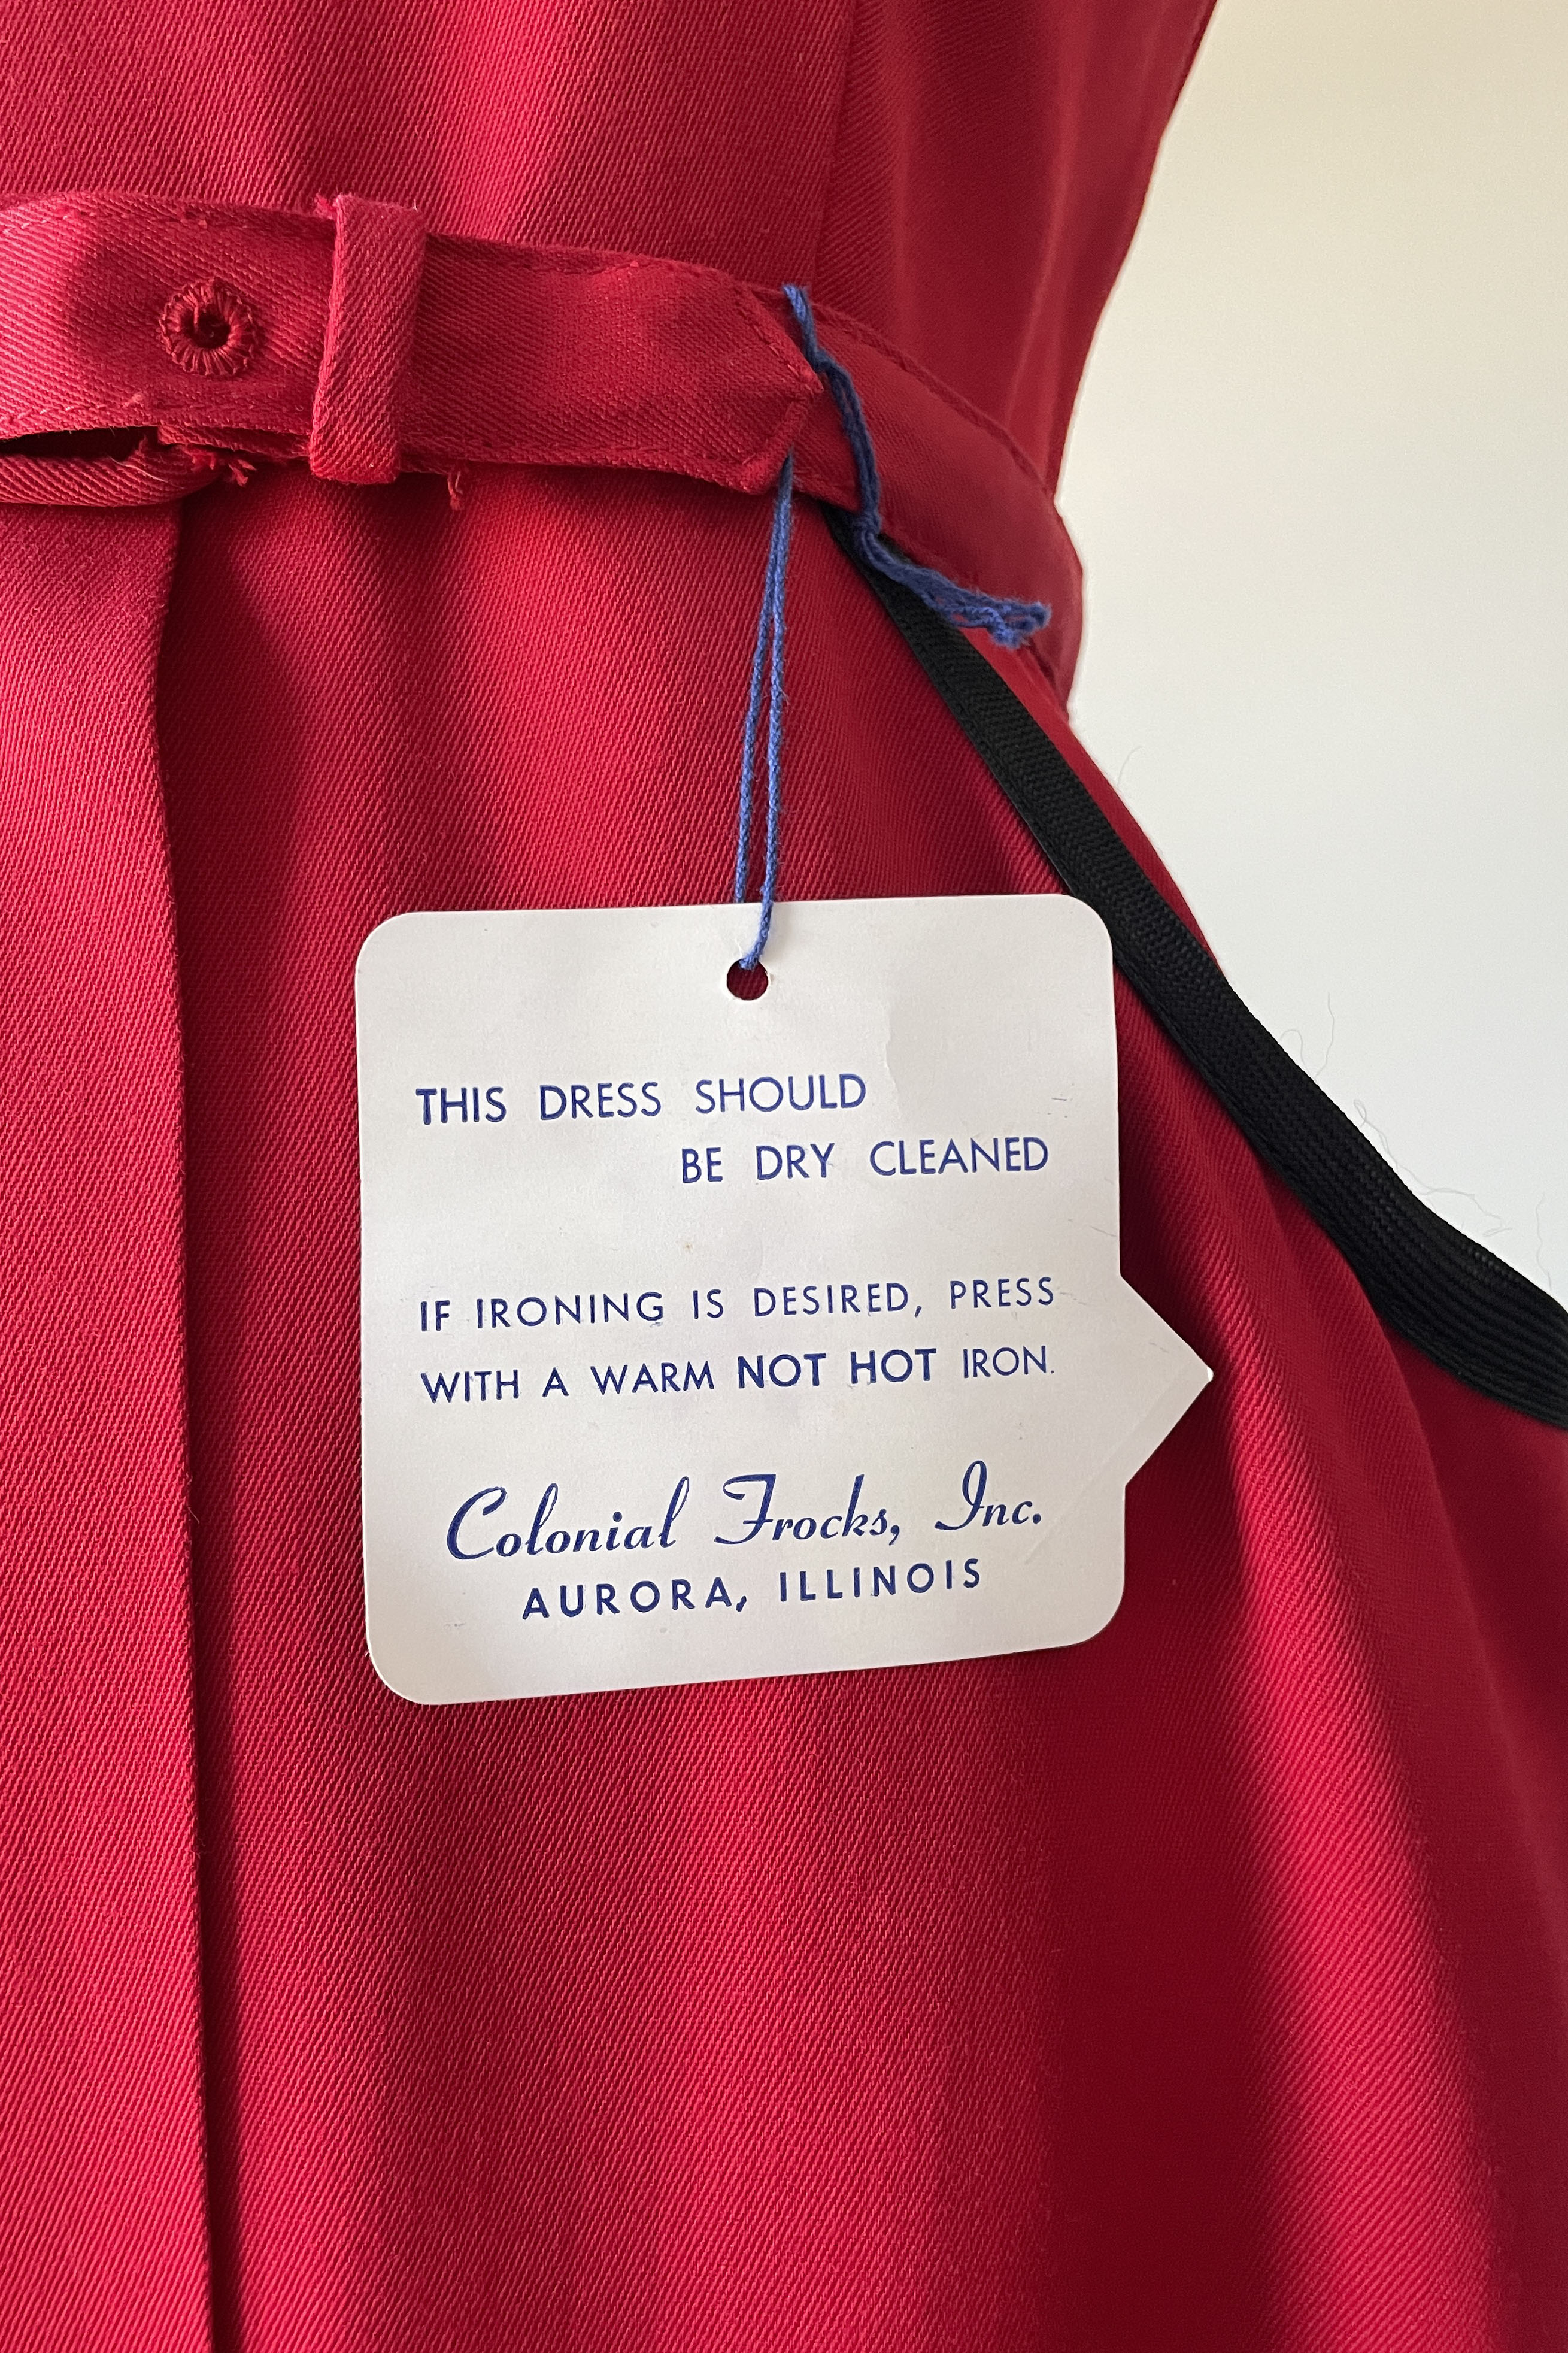 THIS DRESS SHOULD
BE DRY CLEANED
IF IRONING IS DESIRED, PRESS
WITH A WARM NOT HOT IRON.
Colonial Frocks, Inc.
AURORA, ILLINOIS